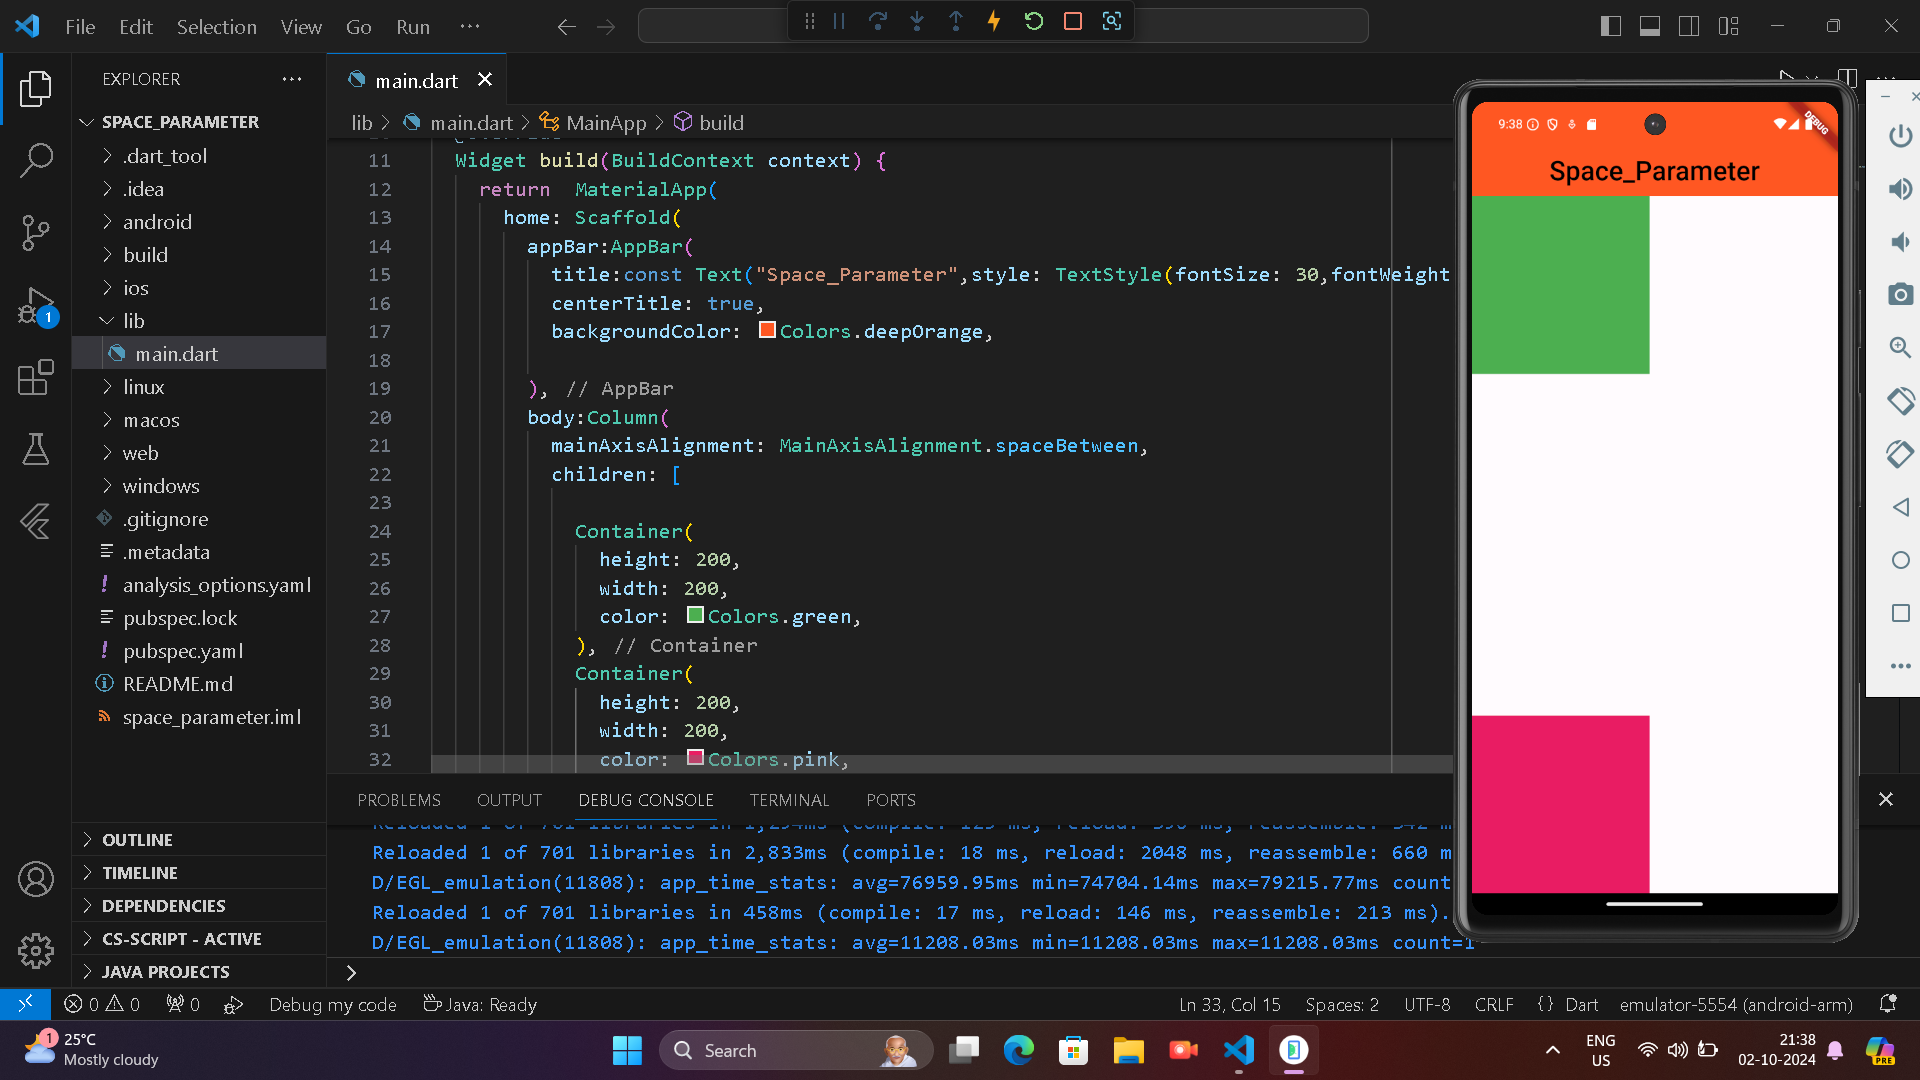 File Edit Selection View Go Run
EXPLORER
main.dart
SPACE_PARAMETER
lib > main.dart > MainApp > build
.dart_tool
.idea
android
build
ios
lib
main.dart
linux
macos
web
windows
.gitignore
.metadata
analysis_options.yaml
pubspec.lock
pubspec.yaml
README.md
space_parameter.iml
OUTLINE
TIMELINE
DEPENDENCIES
CS-SCRIPT - ACTIVE
JAVA PROJECTS
11 Widget build(BuildContext context) {
12 return  MaterialApp(
13 home: Scaffold(
14 appBar:AppBar(
15 title:const Text("Space_Parameter",style: TextStyle(fontSize: 30,fontWeight
16 centerTitle: true,
17 backgroundColor: Colors.deepOrange,
18
19 ), // AppBar
20 body:Column(
21 mainAxisAlignment: MainAxisAlignment.spaceBetween,
22 children: [
23
24 Container(
25 height: 200,
26 width: 200,
27 color: Colors.green,
28 ), // Container
29 Container(
30 height: 200,
31 width: 200,
32 color: Colors.pink,
PROBLEMS OUTPUT DEBUG CONSOLE TERMINAL PORTS
Reloaded 1 of 701 libraries in 2,833ms (compile: 18 ms, reload: 2048 ms, reassemble: 660 m
D/EGL_emulation(11808): app_time_stats: avg=76959.95ms min=74704.14ms max=79215.77ms count
Reloaded 1 of 701 libraries in 458ms (compile: 17 ms, reload: 146 ms, reassemble: 213 ms).
D/EGL_emulation(11808): app_time_stats: avg=11208.03ms min=11208.03ms max=11208.03ms count=1
9:38
DEBUG
Space_Parameter
0 0 0 Debug my code Java: Ready
Ln 33, Col 15 Spaces: 2 UTF-8 CRLF {} Dart emulator-5554 (android-arm)
1
1
25°C
Mostly cloudy
Search
ENG
US
21:38
02-10-2024
PRE